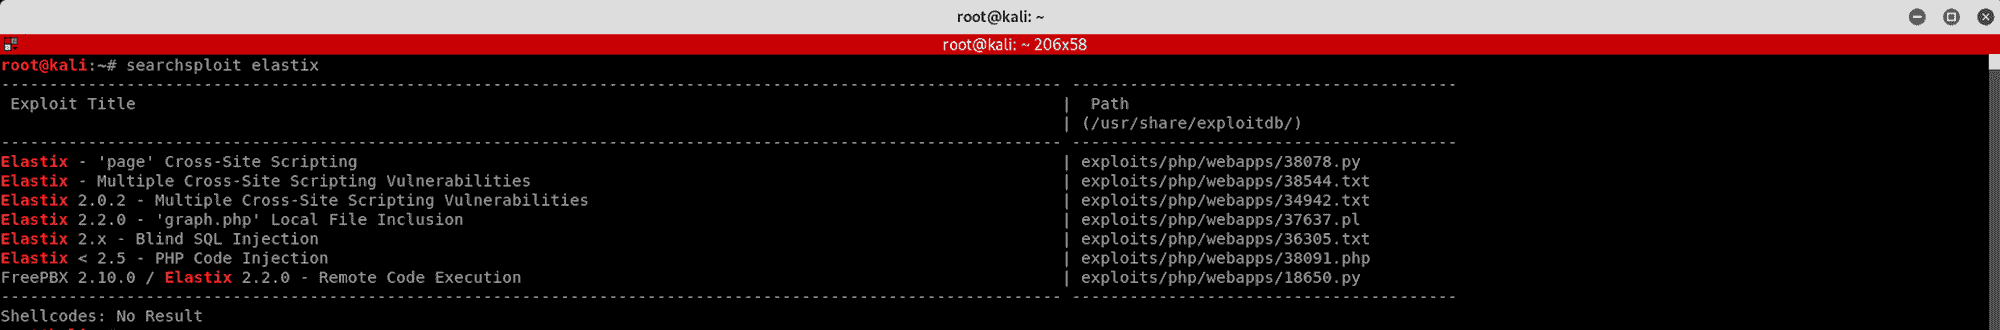 root@kali: ~
root@kali: ~ 206x58
root@kali:~# searchsploit elastix
---------------------------------------------------------------------------------------------------------------- ----------------------------------------
Exploit Title | Path
| (/usr/share/exploitdb/)
---------------------------------------------------------------------------------------------------------------- ----------------------------------------
Elastix - 'page' Cross-Site Scripting | exploits/php/webapps/38078.py
Elastix - Multiple Cross-Site Scripting Vulnerabilities | exploits/php/webapps/38544.txt
Elastix 2.0.2 - Multiple Cross-Site Scripting Vulnerabilities | exploits/php/webapps/34942.txt
Elastix 2.2.0 - 'graph.php' Local File Inclusion | exploits/php/webapps/37637.pl
Elastix 2.x - Blind SQL Injection | exploits/php/webapps/36305.txt
Elastix < 2.5 - PHP Code Injection | exploits/php/webapps/38091.php
FreePBX 2.10.0 / Elastix 2.2.0 - Remote Code Execution | exploits/php/webapps/18650.py
---------------------------------------------------------------------------------------------------------------- ----------------------------------------
Shellcodes: No Result